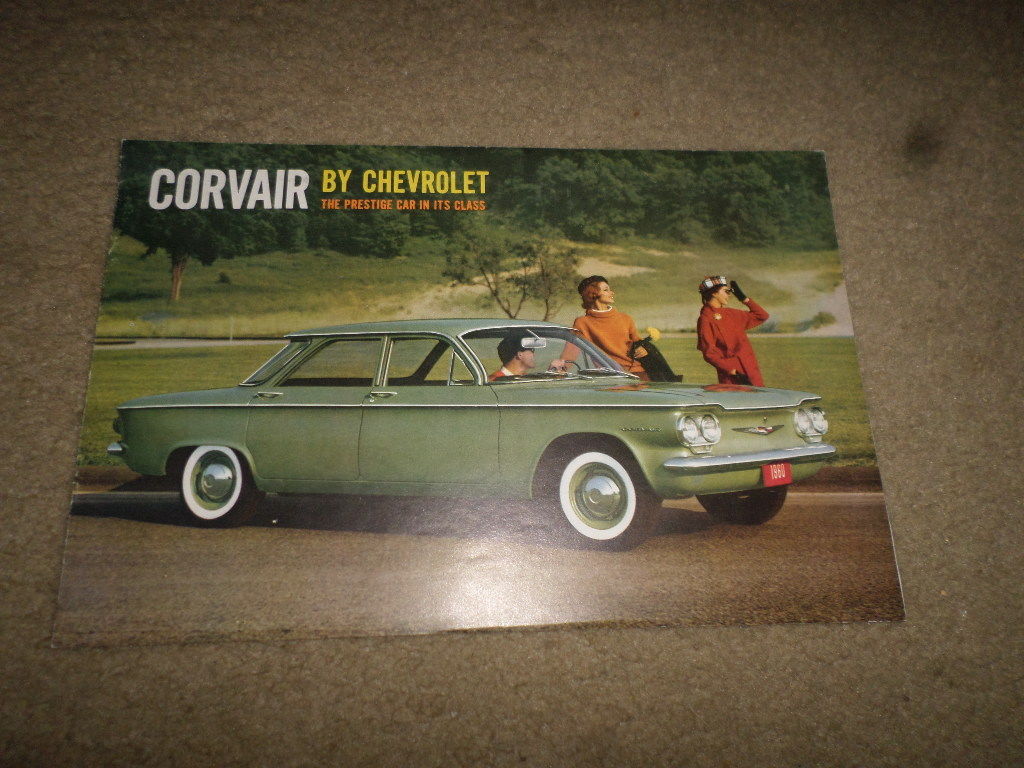 CORVAIR BY CHEVROLET
THE PRESTIGE CAR IN ITS CLASS
1960